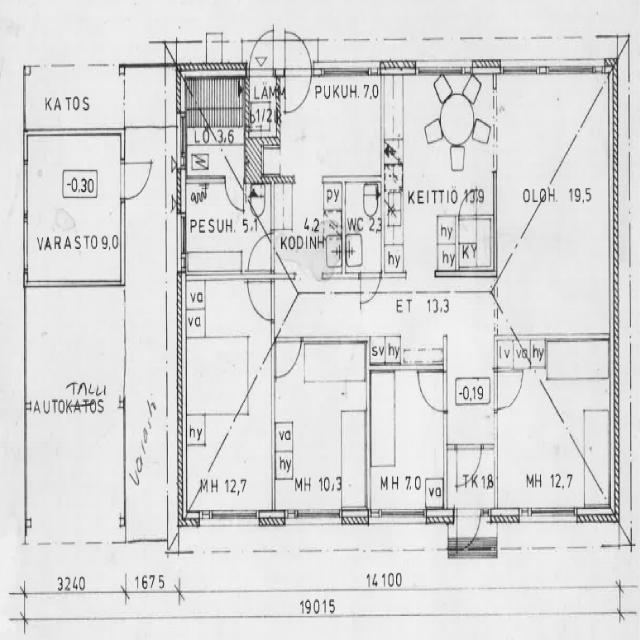 KATOS
LÄMM
PUKUH. 7,0
LÖ 3,6
-0,30
VARASTO 9,0
PESUH. 5,1
4,2
KODINH
PY
WC 2,3
KEITTIÖ 13,9
OLOH. 19,5
hy
hy
hy
KY
va
va
ET 13,3
sv hy
lv va hy
TALLI
AUTOKATOS
varasto
-0,19
hy
va
hy
MH 12,7
MH 10,3
MH 7,0
va
TK 1,8
MH 12,7
3240
1675
14100
19015